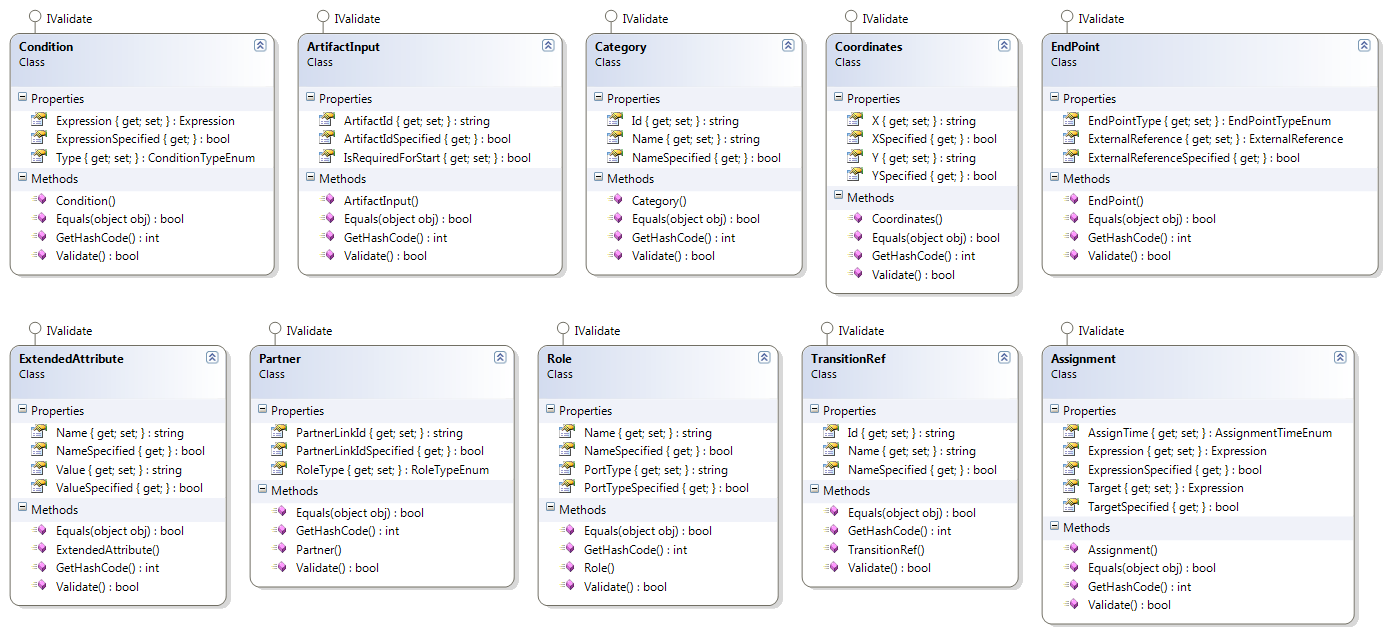 IValidate
Condition
Class
Properties
Expression { get; set; } : Expression
ExpressionSpecified { get; } : bool
Type { get; set; } : ConditionTypeEnum
Methods
Condition()
Equals(object obj) : bool
GetHashCode() : int
Validate() : bool
IValidate
ArtifactInput
Class
Properties
ArtifactId { get; set; } : string
ArtifactIdSpecified { get; } : bool
IsRequiredForStart { get; set; } : bool
Methods
ArtifactInput()
Equals(object obj) : bool
GetHashCode() : int
Validate() : bool
IValidate
Category
Class
Properties
Id { get; set; } : string
Name { get; set; } : string
NameSpecified { get; } : bool
Methods
Category()
Equals(object obj) : bool
GetHashCode() : int
Validate() : bool
IValidate
Coordinates
Class
Properties
X { get; set; } : string
XSpecified { get; } : bool
Y { get; set; } : string
YSpecified { get; } : bool
Methods
Coordinates()
Equals(object obj) : bool
GetHashCode() : int
Validate() : bool
IValidate
EndPoint
Class
Properties
EndPointType { get; set; } : EndPointTypeEnum
ExternalReference { get; set; } : ExternalReference
ExternalReferenceSpecified { get; } : bool
Methods
EndPoint()
Equals(object obj) : bool
GetHashCode() : int
Validate() : bool
IValidate
ExtendedAttribute
Class
Properties
Name { get; set; } : string
NameSpecified { get; } : bool
Value { get; set; } : string
ValueSpecified { get; } : bool
Methods
Equals(object obj) : bool
ExtendedAttribute()
GetHashCode() : int
Validate() : bool
IValidate
Partner
Class
Properties
PartnerLinkId { get; set; } : string
PartnerLinkIdSpecified { get; } : bool
RoleType { get; set; } : RoleTypeEnum
Methods
Equals(object obj) : bool
GetHashCode() : int
Partner()
Validate() : bool
IValidate
Role
Class
Properties
Name { get; set; } : string
NameSpecified { get; } : bool
PortType { get; set; } : string
PortTypeSpecified { get; } : bool
Methods
Equals(object obj) : bool
GetHashCode() : int
Role()
Validate() : bool
IValidate
TransitionRef
Class
Properties
Id { get; set; } : string
Name { get; set; } : string
NameSpecified { get; } : bool
Methods
Equals(object obj) : bool
GetHashCode() : int
TransitionRef()
Validate() : bool
IValidate
Assignment
Class
Properties
AssignTime { get; set; } : AssignmentTimeEnum
Expression { get; set; } : Expression
ExpressionSpecified { get; } : bool
Target { get; set; } : Expression
TargetSpecified { get; } : bool
Methods
Assignment()
Equals(object obj) : bool
GetHashCode() : int
Validate() : bool